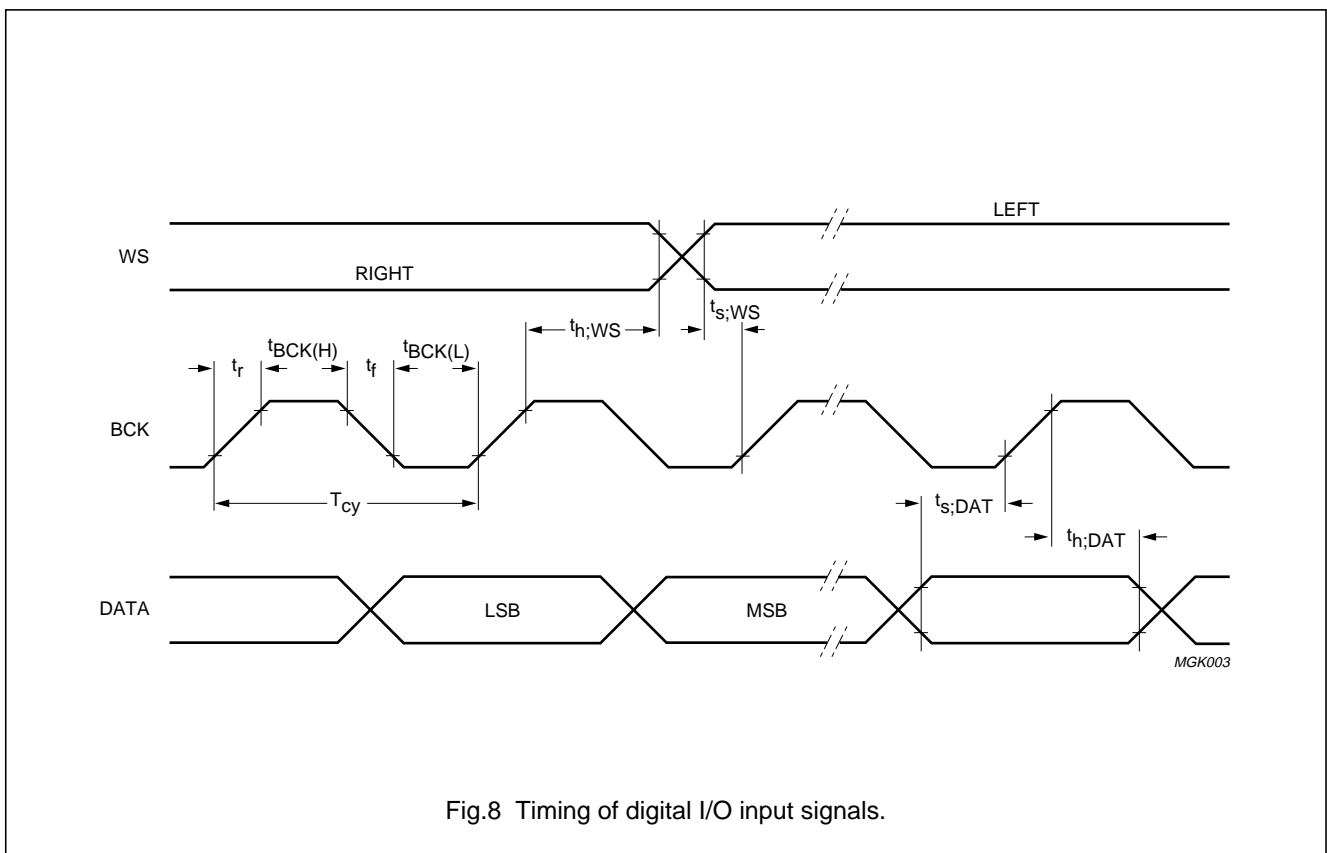 LEFT
WS
RIGHT
th;WS
ts;WS
tr
tBCK(H)
tf
tBCK(L)
BCK
Tcy
ts;DAT
th;DAT
DATA
LSB
MSB
MGK003
Fig.8 Timing of digital I/O input signals.